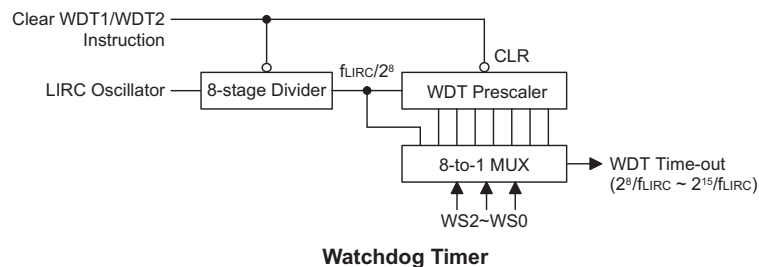 Clear WDT1/WDT2
Instruction
CLR
fLIRC/2⁸
LIRC Oscillator
8-stage Divider
WDT Prescaler
8-to-1 MUX
WDT Time-out
(2⁸/fLIRC ~ 2¹⁵/fLIRC)
WS2~WS0
Watchdog Timer